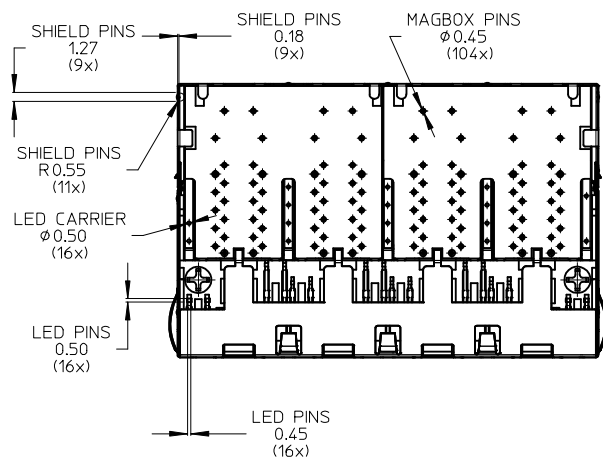 SHIELD PINS
1.27
(9x)
SHIELD PINS
0.18
(9x)
MAGBOX PINS
Ø0.45
(104x)
SHIELD PINS
R0.55
(11x)
LED CARRIER
Ø0.50
(16x)
LED PINS
0.50
(16x)
LED PINS
0.45
(16x)